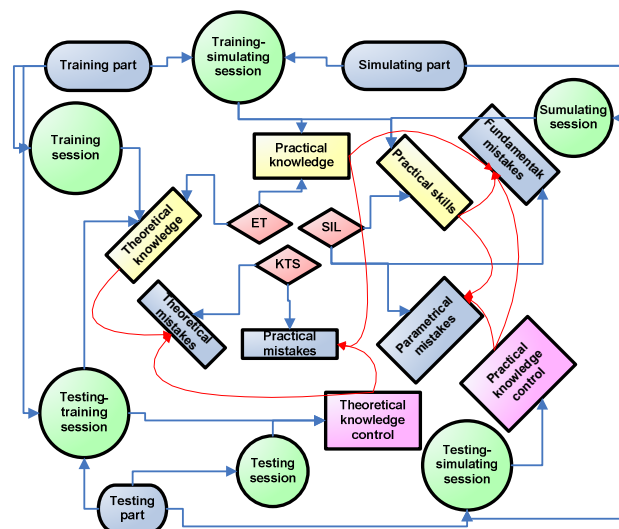 Training part
Training-
simulating
session
Simulating part
Training
session
Sumulating
session
Practical
knowledge
Practical skills
Fundamentak
mistakes
Theoretical
knowledge
ET
SIL
KTS
Theoretical
mistakes
Practical
mistakes
Parametrical
mistakes
Practical
knowledge
control
Testing-
training
session
Theoretical
knowledge
control
Testing
session
Testing-
simulating
session
Testing
part